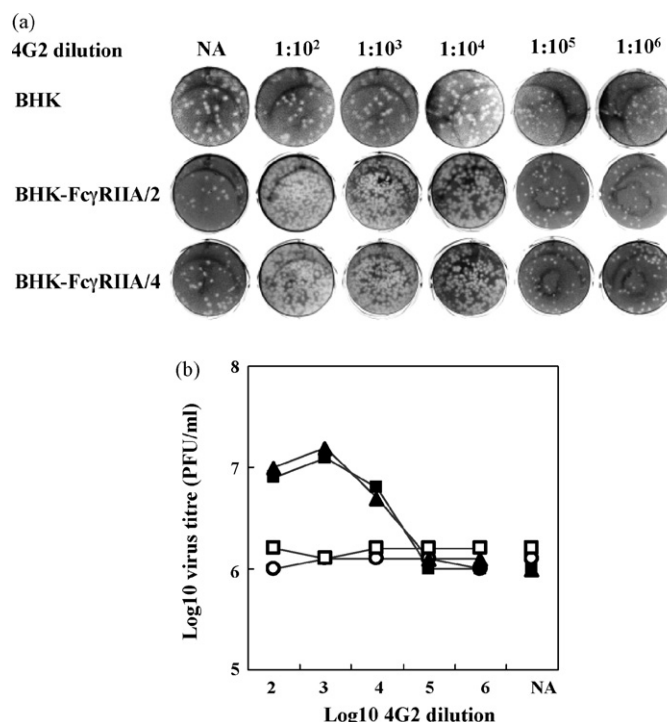 (a)
4G2 dilution NA 1:10² 1:10³ 1:10⁴ 1:10⁵ 1:10⁶
BHK
BHK-FcγRIIA/2
BHK-FcγRIIA/4
(b)
8
7
6
5
Log10 virus titre (PFU/ml)
2 3 4 5 6 NA
Log10 4G2 dilution